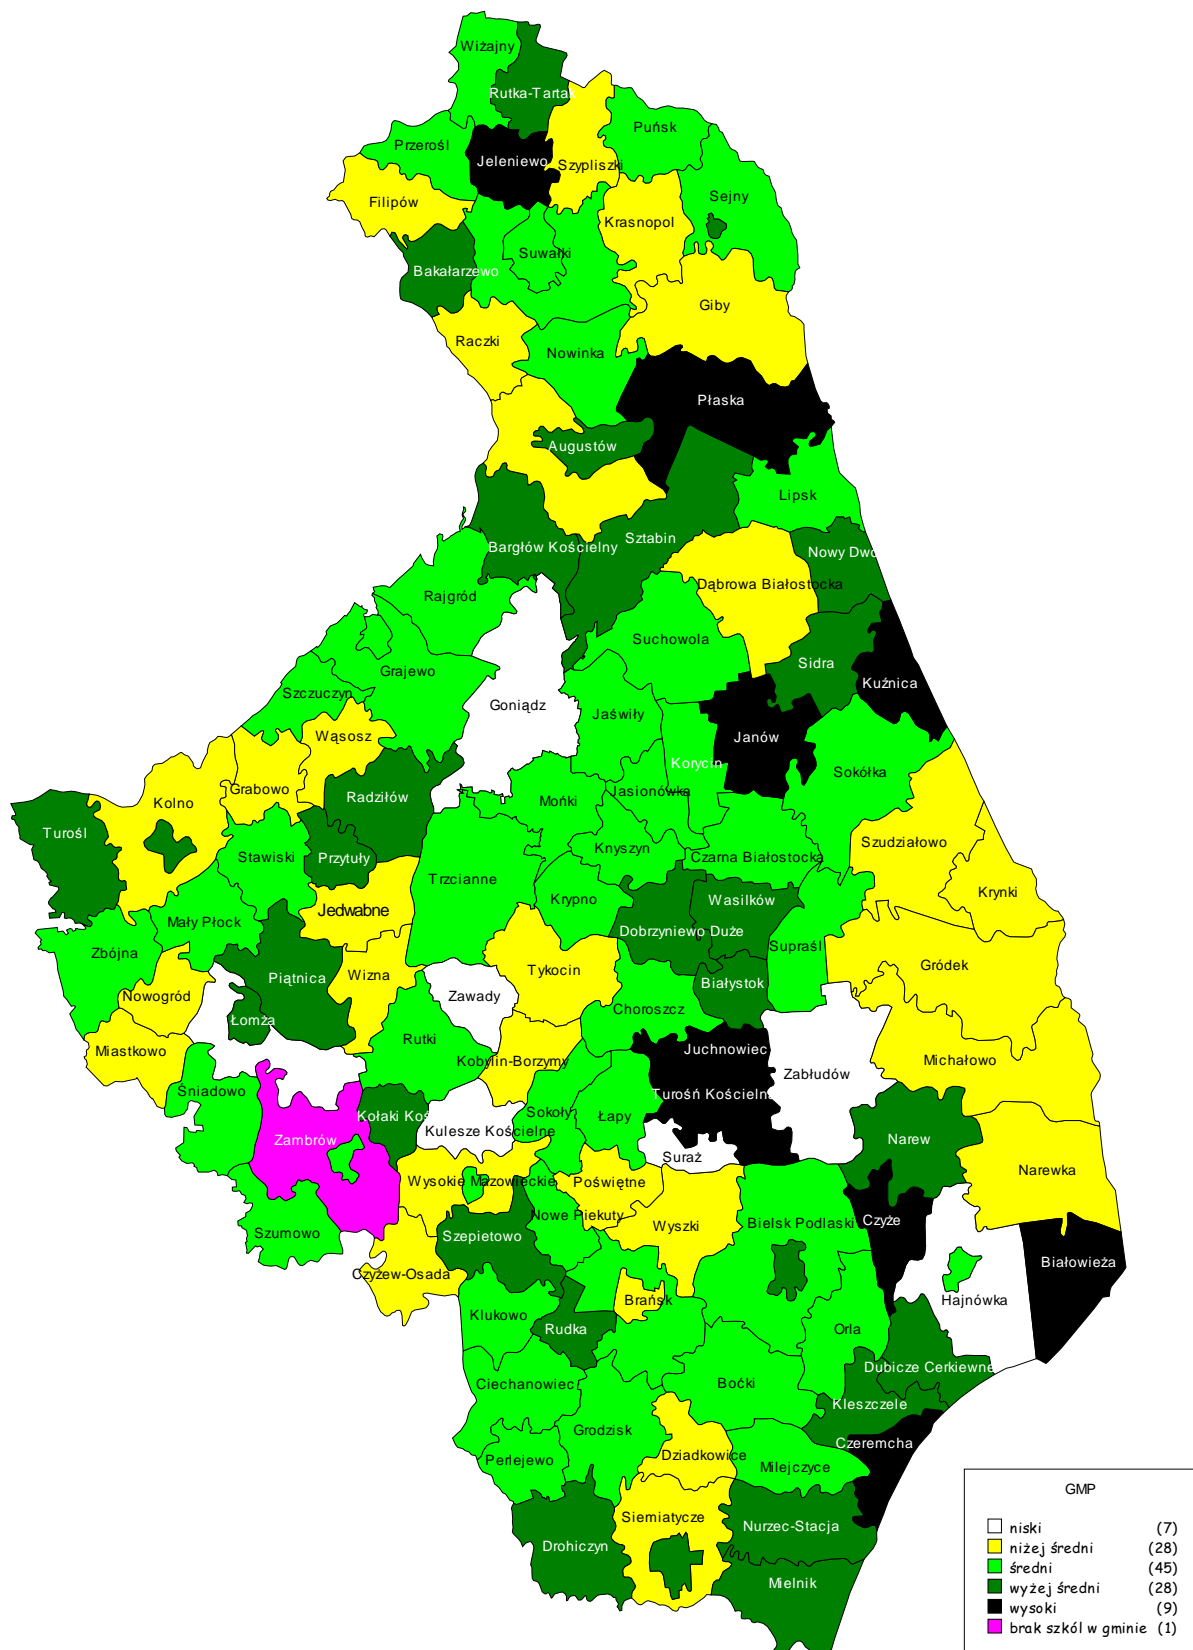 Wiżajny
Rutka-Tartak
Puńsk
Przerośl
Jeleniewo
Szypliszki
Sejny
Filipów
Krasnopol
Suwałki
Bakałarzewo
Giby
Raczki
Nowinka
Płaska
Augustów
Lipsk
Sztabin
Bargłów Kościelny
Nowy Dwó
Dąbrowa Białostocka
Rajgród
Suchowola
Sidra
Grajewo
Kuźnica
Szczuczyn
Goniądz
Jaświły
Wąsosz
Janów
Korycin
Sokółka
Grabowo
Jasionówka
Radziłów
Mońki
Kolno
Turośl
Szudziałowo
Knyszyn
Stawiski
Przytuły
Czarna Białostocka
Trzcianne
Krynki
Krypno
Wasilków
Jedwabne
Mały Płock
Dobrzyniewo Duże
Supraśl
Zbójna
Gródek
Tykocin
Piątnica
Wizna
Białystok
Nowogród
Zawady
Choroszcz
Łomża
Rutki
Juchnowiec
Miastkowo
Kobylin-Borzymy
Michałowo
Zabłudów
Śniadowo
Turośń Kościelna
Sokoły
Łapy
Kołaki Koś
Kulesze Kościelne
Zambrów
Narew
Suraż
Narewka
Wysokie Mazowieckie
Poświętne
Nowe Piekuty
Wyszki
Bielsk Podlaski
Czyże
Szumowo
Szepietowo
Białowieża
Czyżew-Osada
Brańsk
Hajnówka
Klukowo
Rudka
Orla
Dubicze Cerkiewne
Ciechanowiec
Boćki
Kleszczele
Grodzisk
Czeremcha
Dziadkowice
Perlejewo
Milejczyce
Siemiatycze
Nurzec-Stacja
Drohiczyn
Mielnik
GMP
niski (7)
niżej średni (28)
średni (45)
wyżej średni (28)
wysoki (9)
brak szkól w gminie (1)